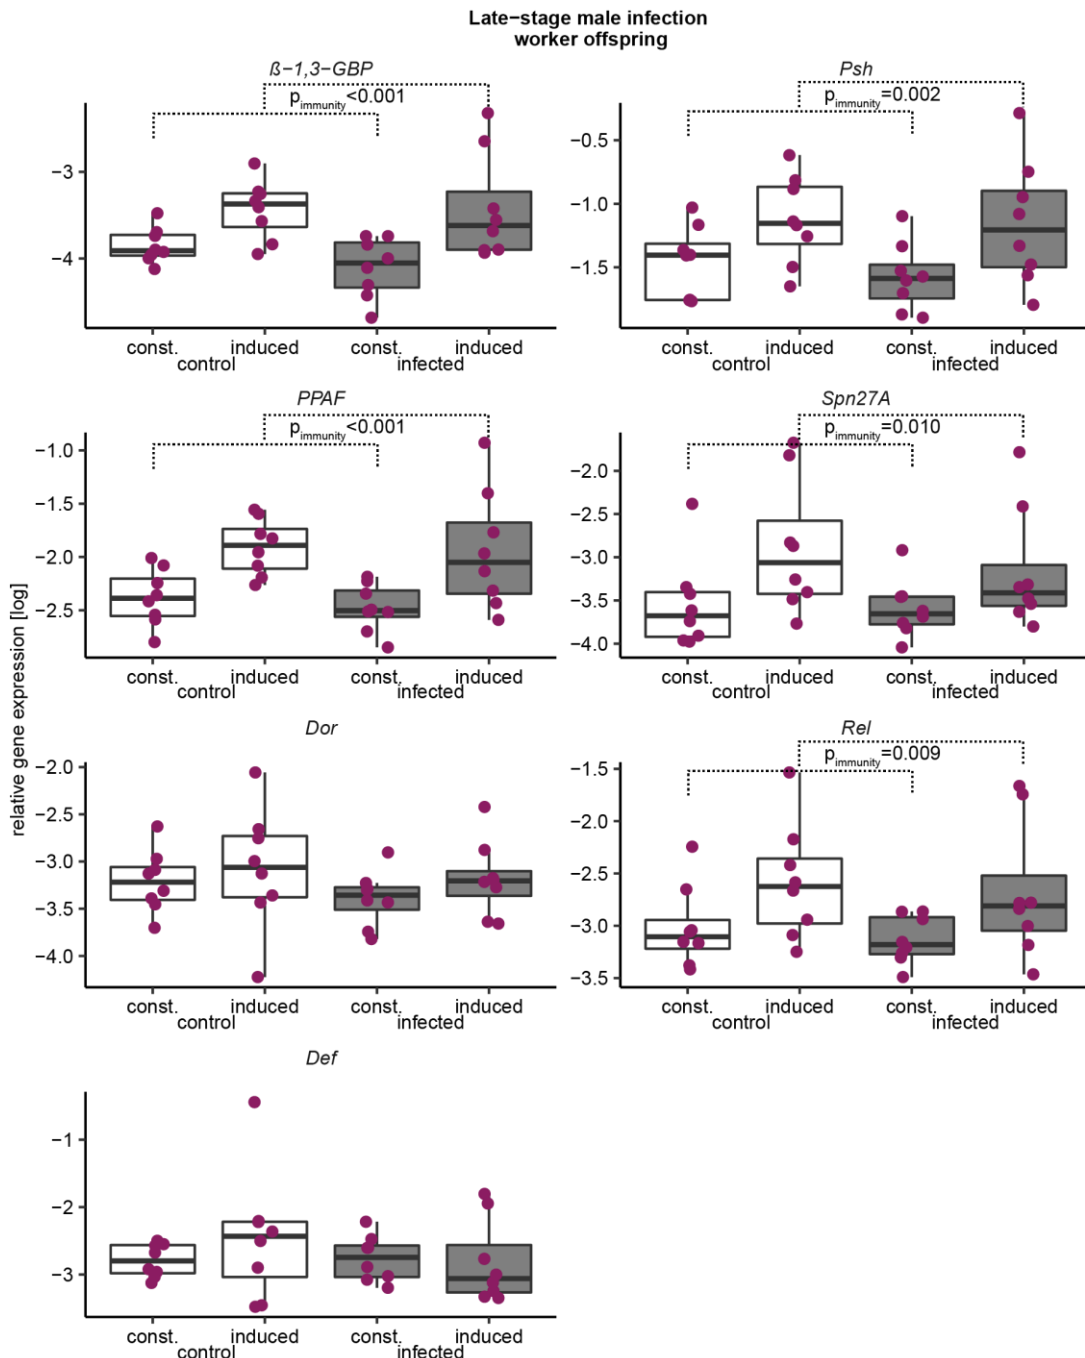 Late−stage male infection
worker offspring
ß−1,3−GBP
Psh
pimmunity<0.001
pimmunity=0.002
−3
−4
−0.5
−1.0
−1.5
const. induced const. induced
control infected
const. induced const. induced
control infected
PPAF
Spn27A
pimmunity<0.001
pimmunity=0.010
−1.0
−1.5
−2.0
−2.5
−2.0
−2.5
−3.0
−3.5
−4.0
const. induced const. induced
control infected
const. induced const. induced
control infected
relative gene expression [log]
Dor
Rel
pimmunity=0.009
−2.0
−2.5
−3.0
−3.5
−4.0
−1.5
−2.0
−2.5
−3.0
−3.5
const. induced const. induced
control infected
const. induced const. induced
control infected
Def
−1
−2
−3
const. induced const. induced
control infected